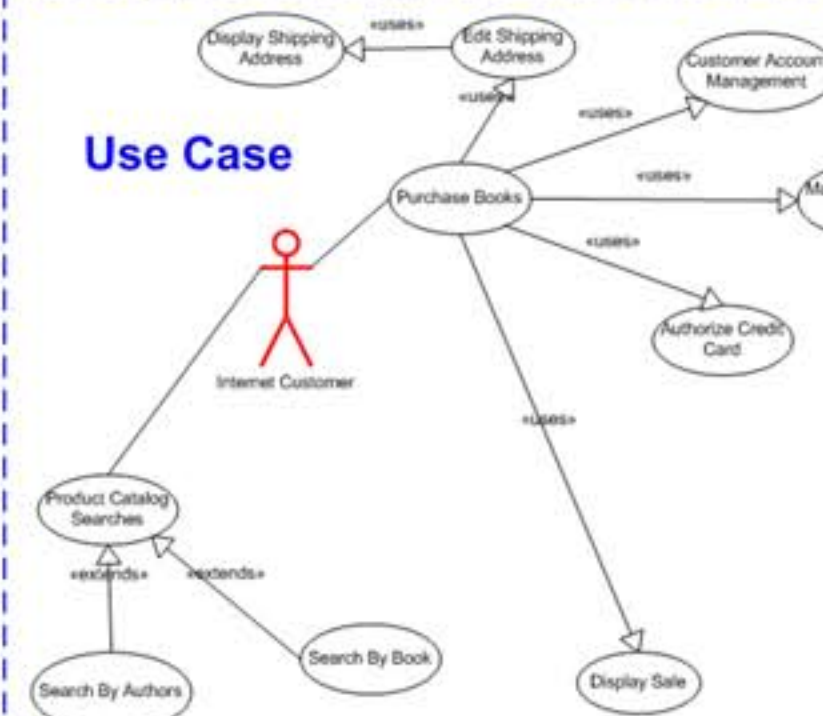 «uses»
Display Shipping
Address
Edit Shipping
Address
Customer Accoun
Management
«uses»
«uses»
Use Case
«uses»
Purchase Books
«uses»
Authorize Credit
Card
Internet Customer
«uses»
Product Catalog
Searches
«extends»
«extends»
Search By Book
Search By Authors
Display Sale